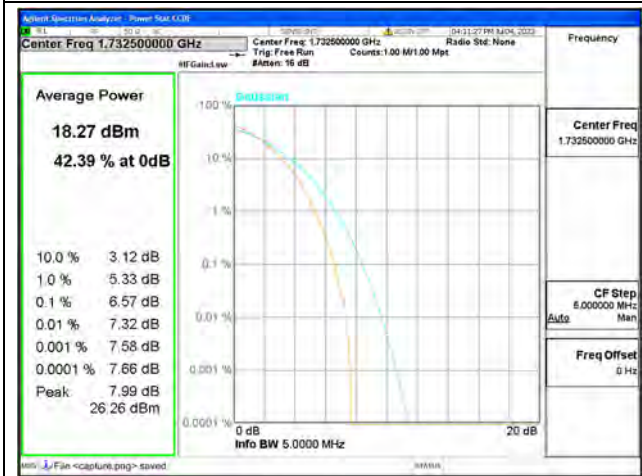 Agilent Spectrum Analyzer - Power Stat CCDF
Center Freq 1.732500000 GHz
Center Freq: 1.732500000 GHz
Radio Std: None
Trig: Free Run
Counts:1.00 M/1.00 Mpt
#IFGain:Low
#Atten: 16 dB
Frequency
Average Power
18.27 dBm
42.39 % at 0dB
10.0 % 3.12 dB
1.0 % 5.33 dB
0.1 % 6.57 dB
0.01 % 7.32 dB
0.001 % 7.58 dB
0.0001 % 7.66 dB
Peak 7.99 dB
26.26 dBm
Gaussian
100 %
10 %
1 %
0.1 %
0.01 %
0.001 %
0.0001 %
0 dB
20 dB
Info BW 5.0000 MHz
Center Freq
1.732500000 GHz
CF Step
5.000000 MHz
Auto Man
Freq Offset
0 Hz
MSG
File <capture.png> saved
STATUS